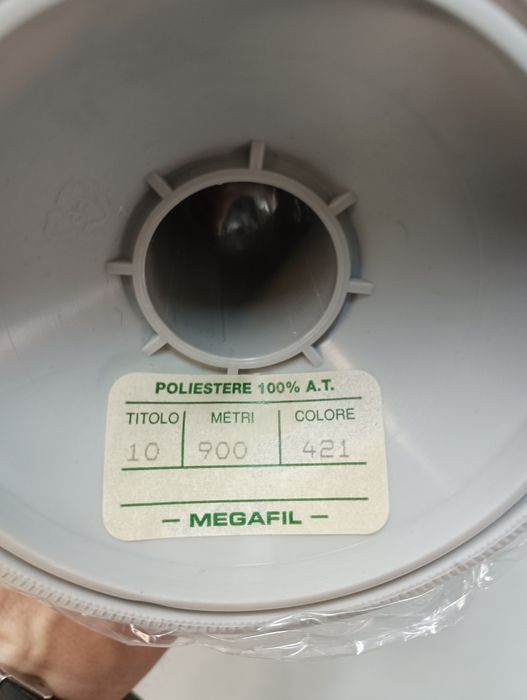 POLIESTERE 100% A.T.
TITOLO METRI COLORE
10 900 421
— MEGAFIL —